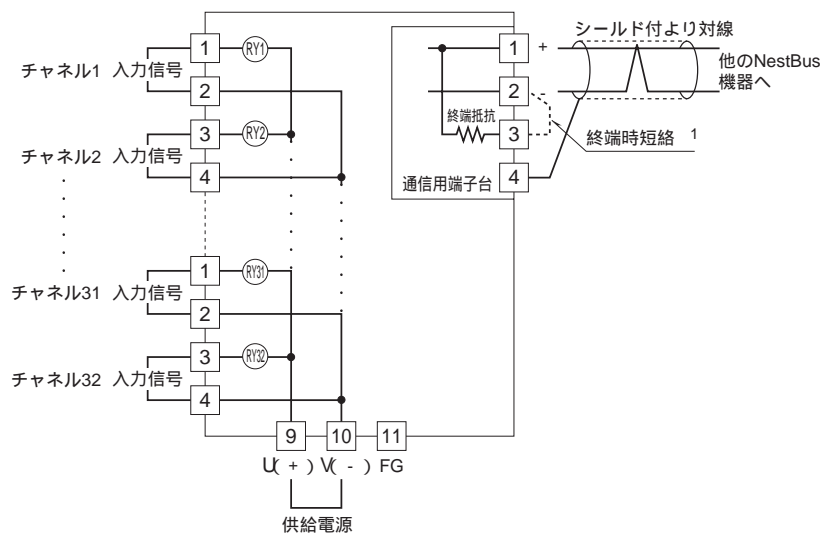 シールド付より対線
チャネル1 入力信号
1 RY1
2
1 +
2 -
終端抵抗
3
終端時短絡 1
他のNestBus
機器へ
チャネル2 入力信号
3 RY2
4
通信用端子台 4
チャネル31 入力信号
1 RY31
2
チャネル32 入力信号
3 RY32
4
9 10 11
U( + ) V( - ) FG
供給電源